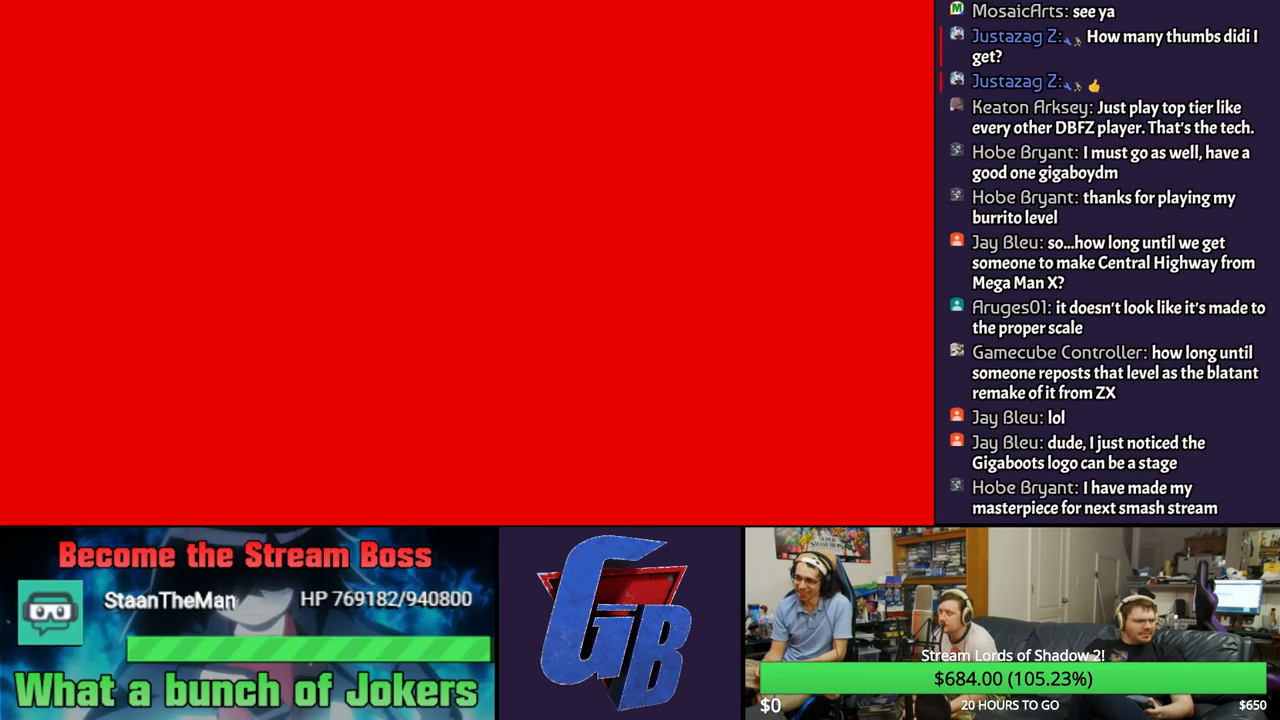 MosaicArts: see ya
Justazag Z: How many thumbs didi I
get?
Justazag Z: 👍
Keaton Arksey: Just play top tier like
every other DBFZ player. That's the tech.
Hobe Bryant: I must go as well, have a
good one gigaboydm
Hobe Bryant: thanks for playing my
burrito level
Jay Bleu: so...how long until we get
someone to make Central Highway from
Mega Man X?
Aruges01: it doesn't look like it's made to
the proper scale
Gamecube Controller: how long until
someone reposts that level as the blatant
remake of it from ZX
Jay Bleu: lol
Jay Bleu: dude, I just noticed the
Gigaboots logo can be a stage
Hobe Bryant: I have made my
masterpiece for next smash stream
Become the Stream Boss
StaanTheMan HP 769182/940800
What a bunch of Jokers
GB
Stream Lords of Shadow 2!
$684.00 (105.23%)
$0 20 HOURS TO GO $650